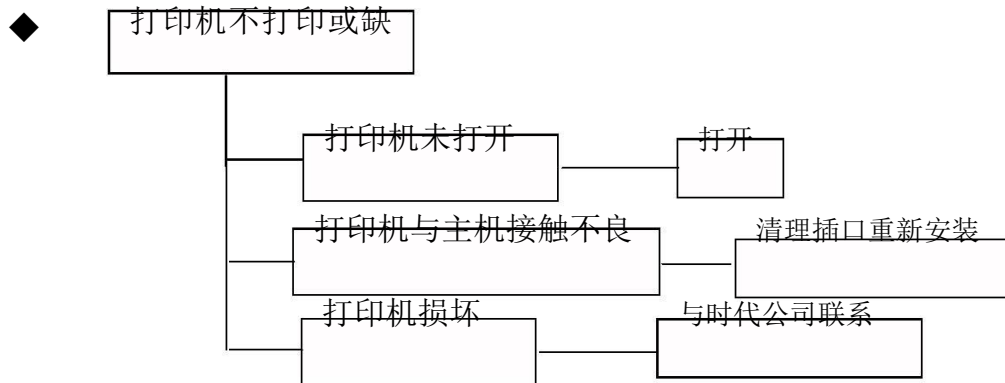 打印机不打印或缺
打印机未打开
打开
打印机与主机接触不良
清理插口重新安装
打印机损坏
与时代公司联系